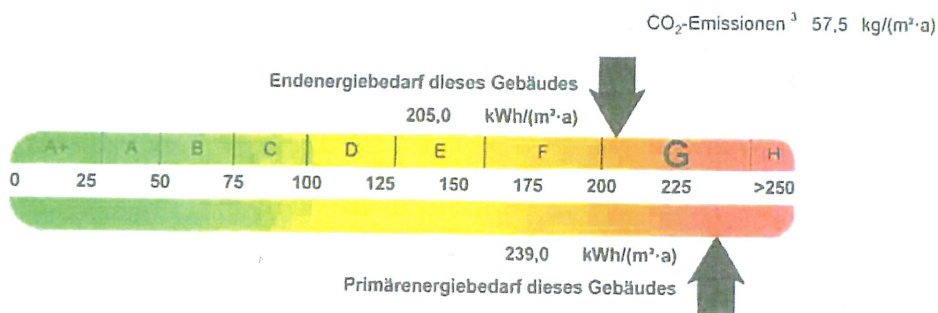 CO₂-Emissionen ³ 57,5 kg/(m²·a)
Endenergiebedarf dieses Gebäudes
205,0 kWh/(m²·a)
A+ A B C D E F G H
0 25 50 75 100 125 150 175 200 225 >250
239,0 kWh/(m²·a)
Primärenergiebedarf dieses Gebäudes